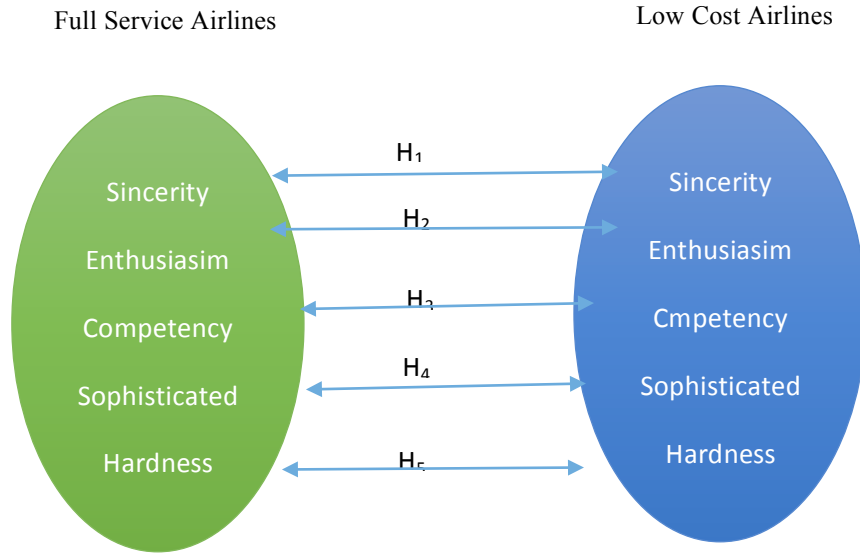 Full Service Airlines
Low Cost Airlines
Sincerity
Enthusiasim
Competency
Sophisticated
Hardness
H₁
H₂
H₃
H₄
H₅
Sincerity
Enthusiasim
Cmpetency
Sophisticated
Hardness